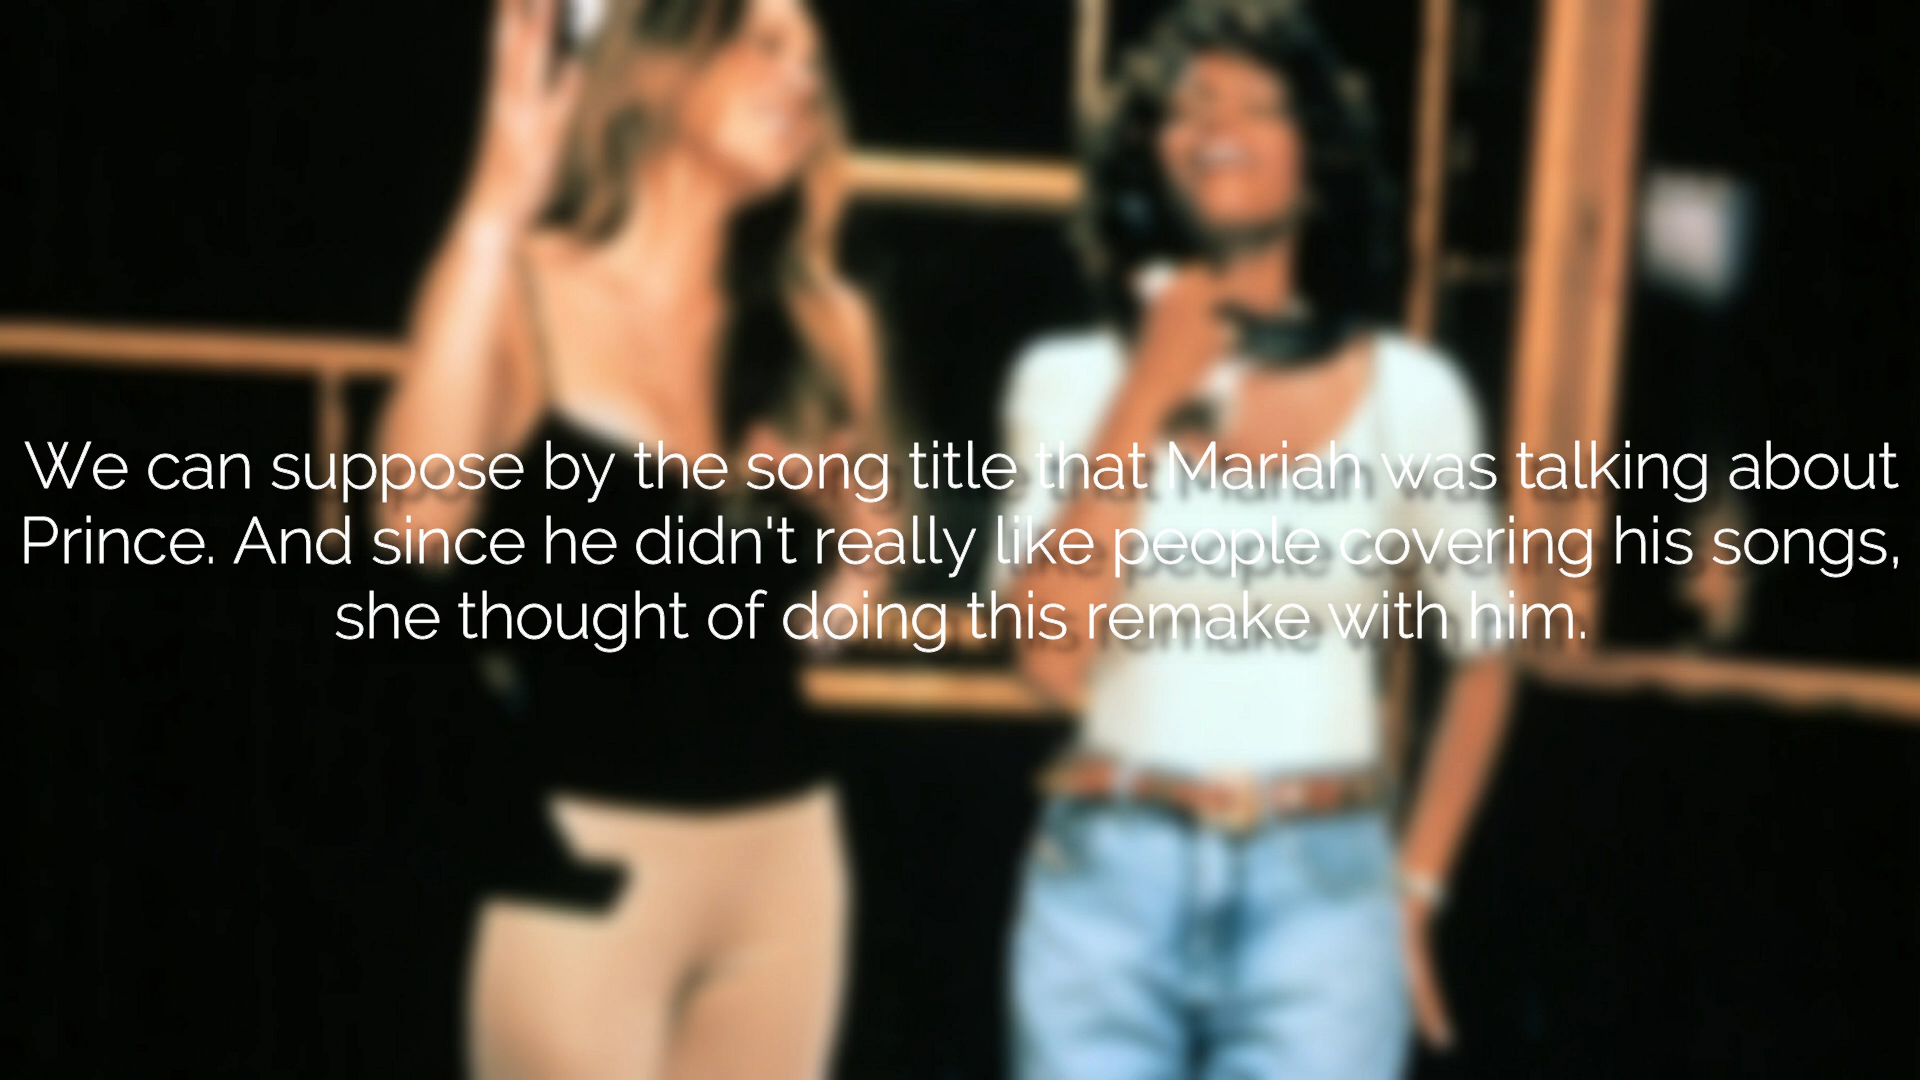 We can suppose by the song title that Mariah was talking about
Prince. And since he didn't really like people covering his songs,
she thought of doing this remake with him.